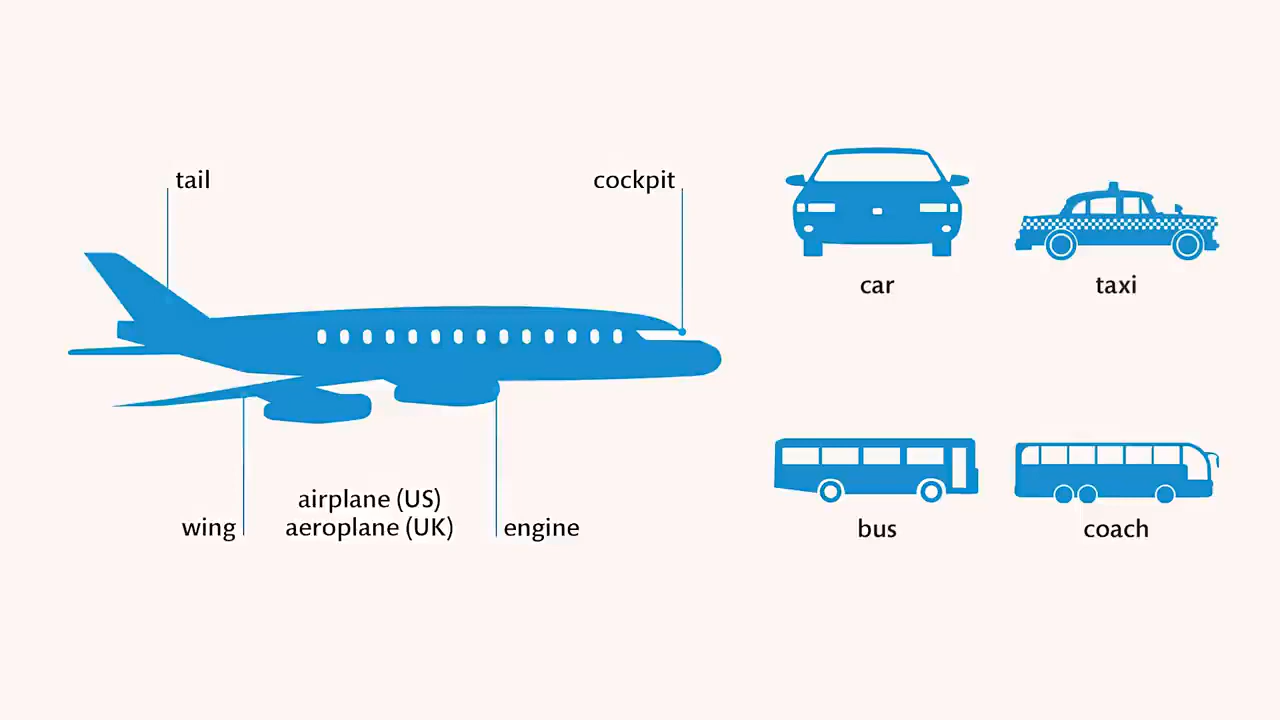 tail
cockpit
wing
airplane (US)
aeroplane (UK)
engine
car
taxi
bus
coach